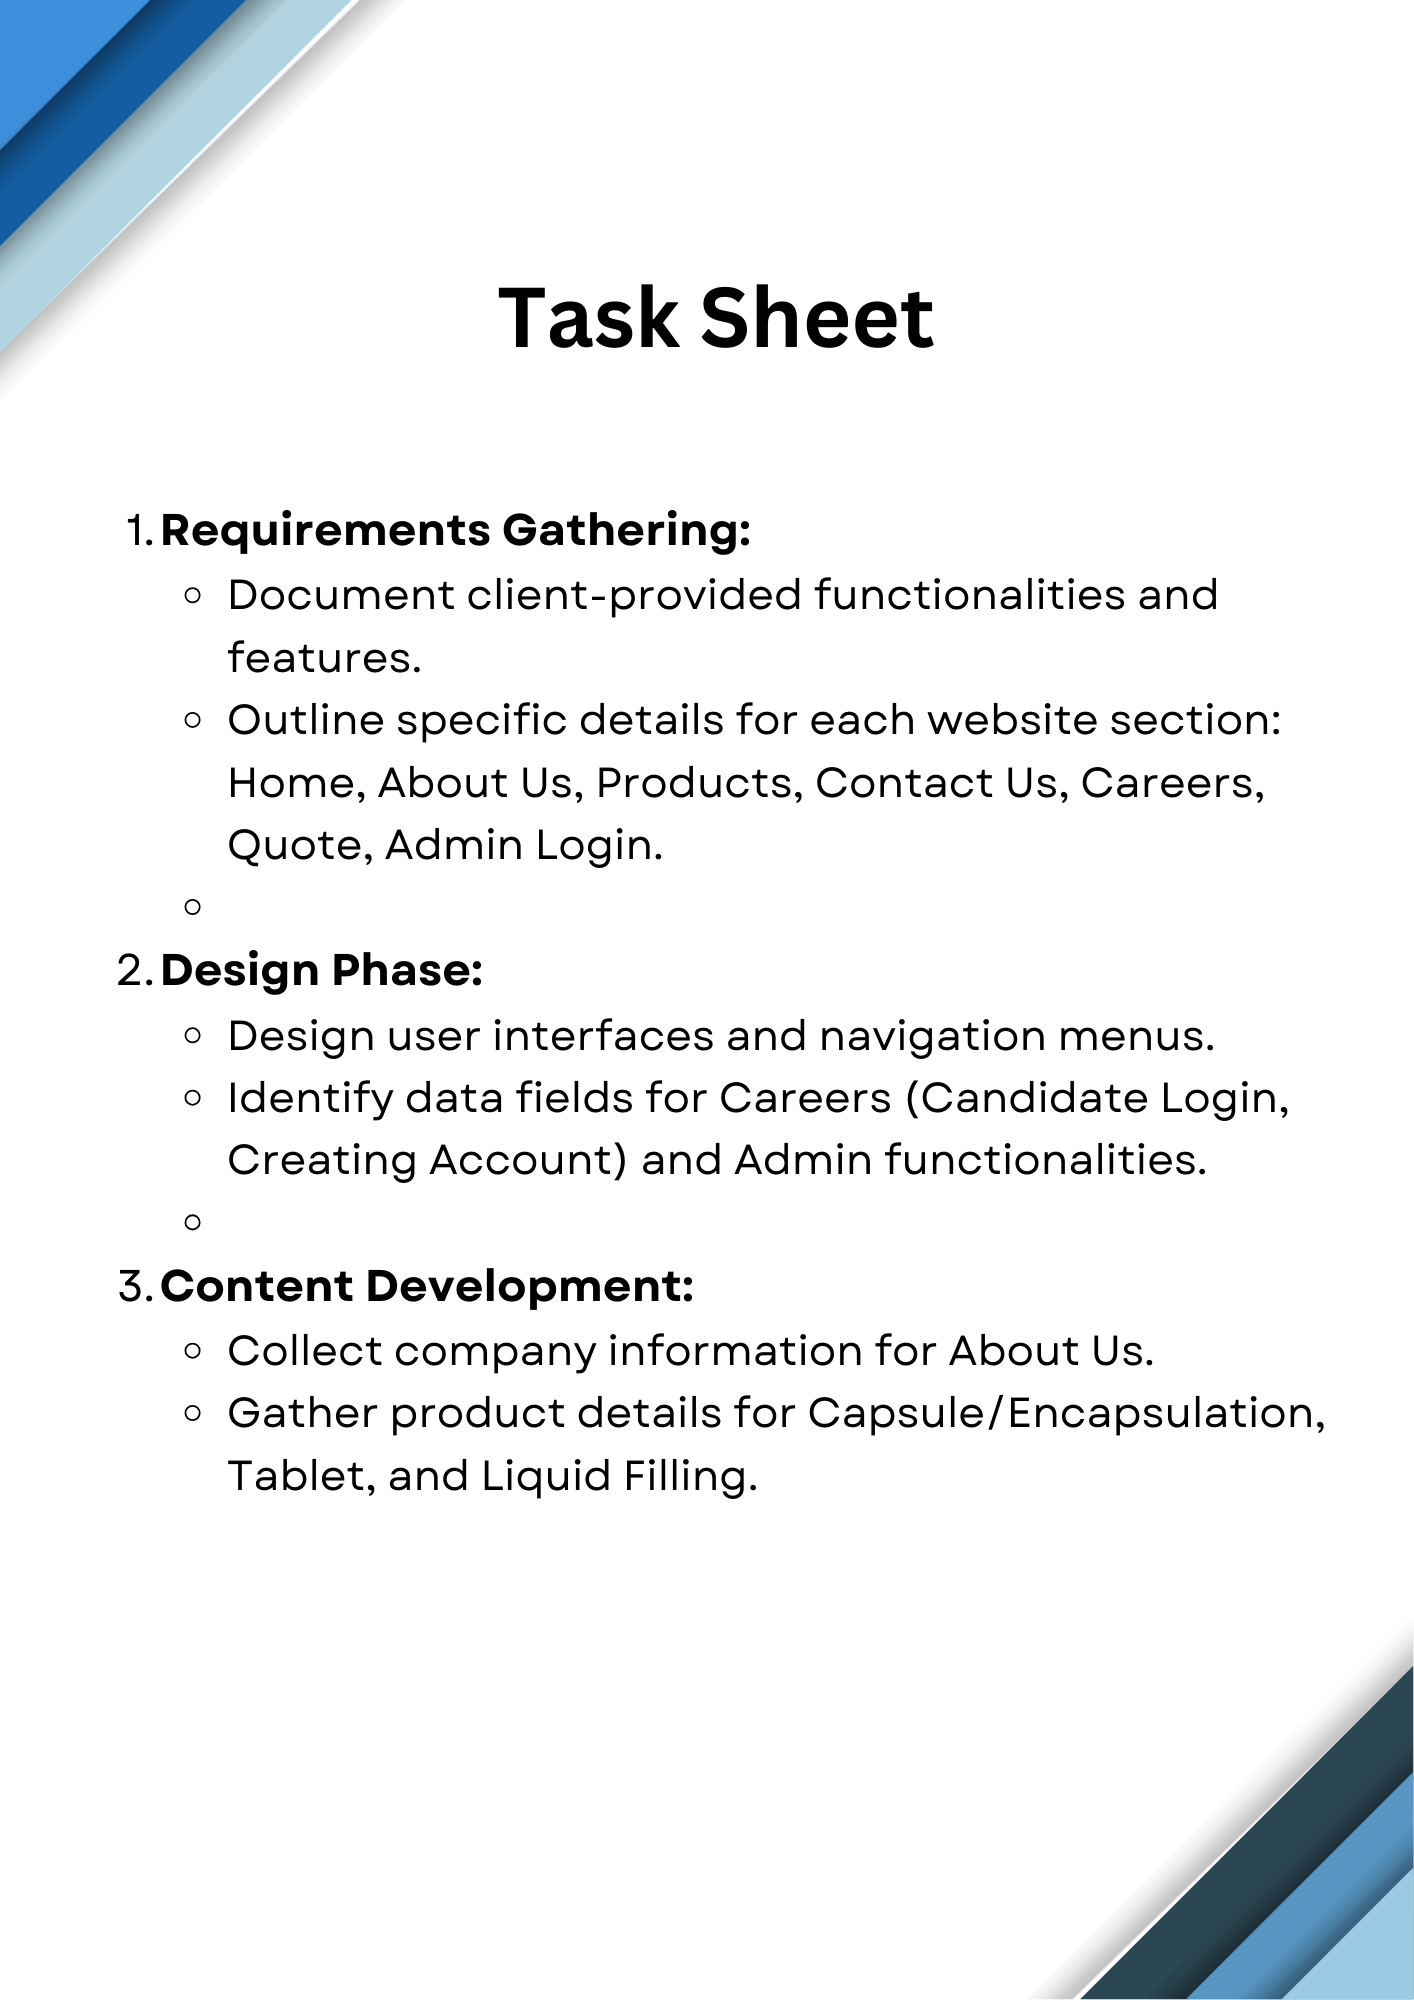 Task Sheet
1. Requirements Gathering:
○ Document client-provided functionalities and
features.
○ Outline specific details for each website section:
Home, About Us, Products, Contact Us, Careers,
Quote, Admin Login.
○
2. Design Phase:
○ Design user interfaces and navigation menus.
○ Identify data fields for Careers (Candidate Login,
Creating Account) and Admin functionalities.
○
3. Content Development:
○ Collect company information for About Us.
○ Gather product details for Capsule/Encapsulation,
Tablet, and Liquid Filling.